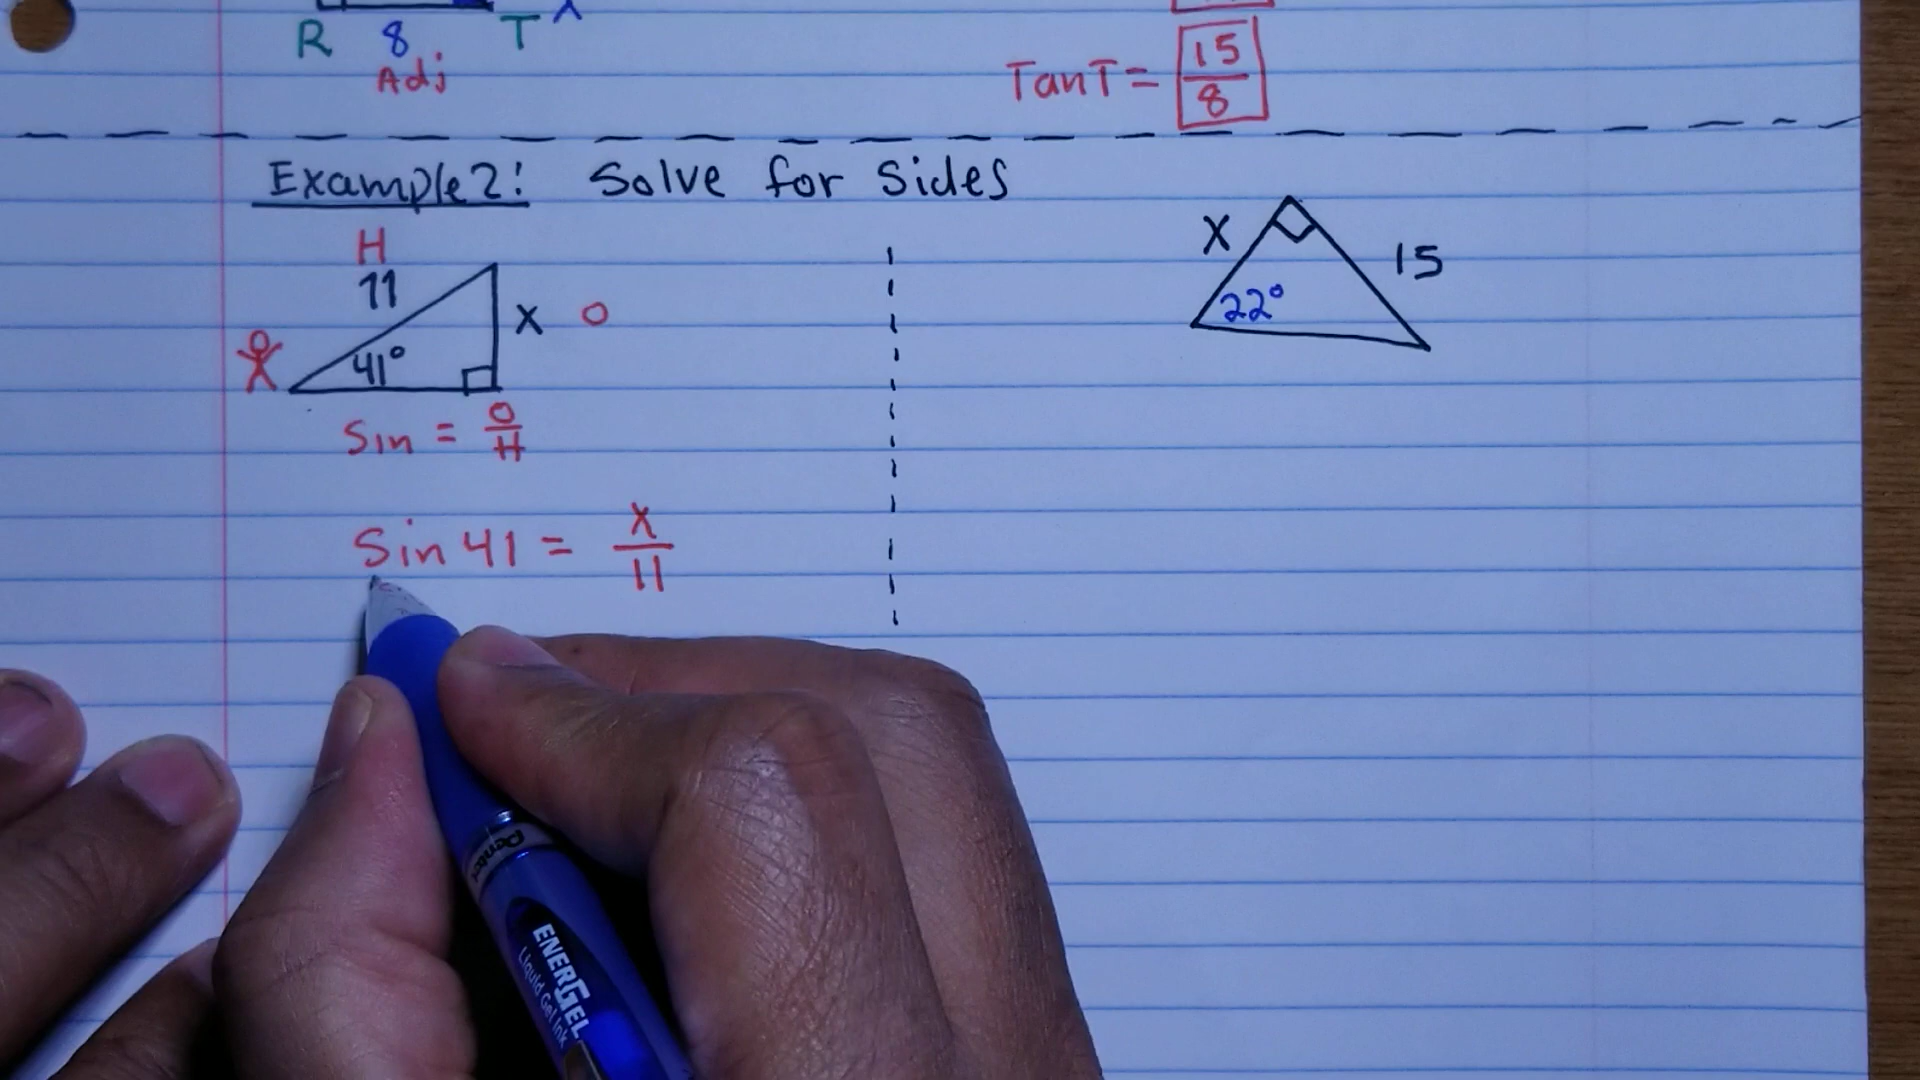 R 8 T
Adj
TanT = 15/8
Example 2: Solve for Sides
H
11
x O
41°
Sin = O/H
Sin 41 = x/11
x
15
22°
Pentel
ENERGEL
Liquid Gel Ink